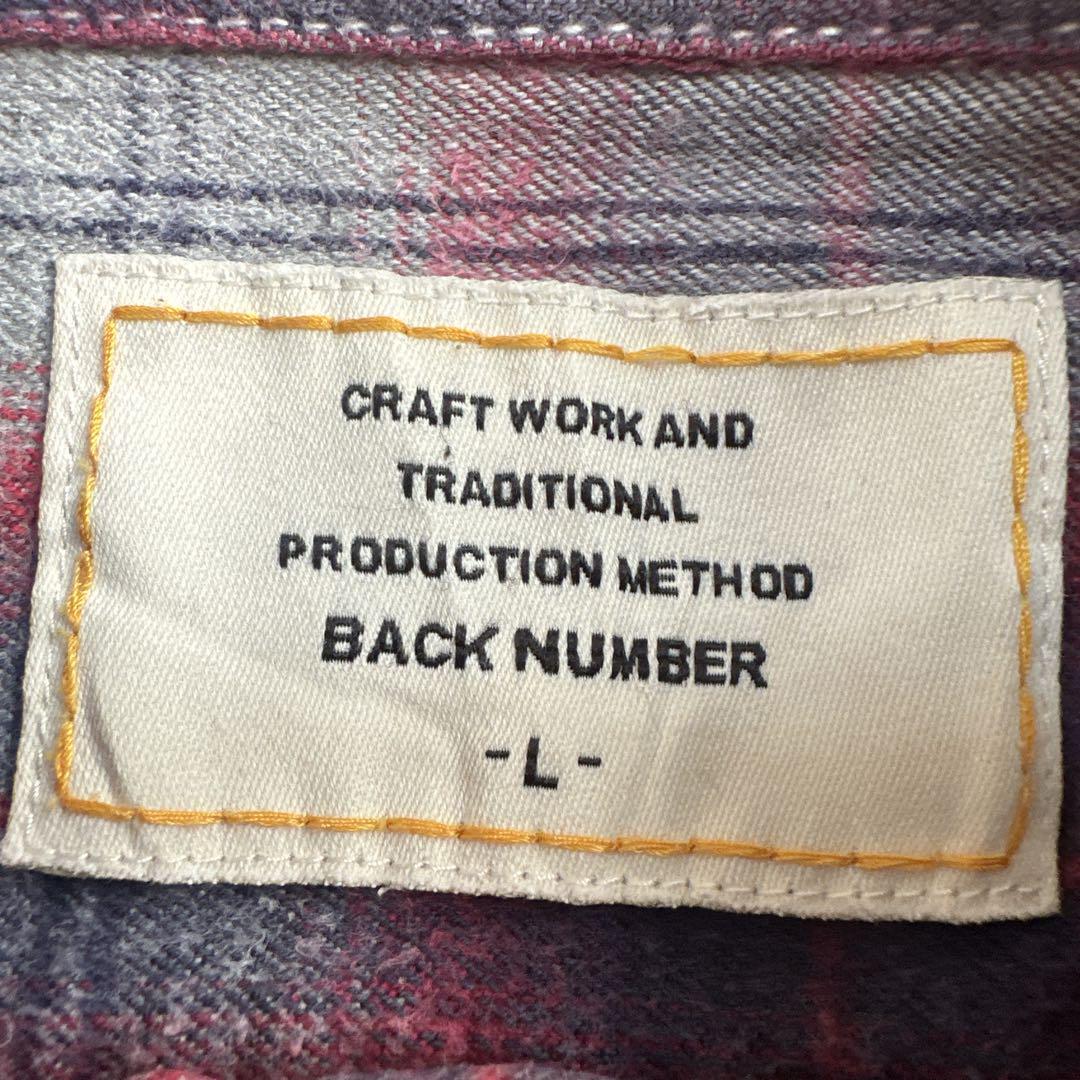 CRAFT WORK AND
TRADITIONAL
PRODUCTION METHOD
BACK NUMBER
-L-